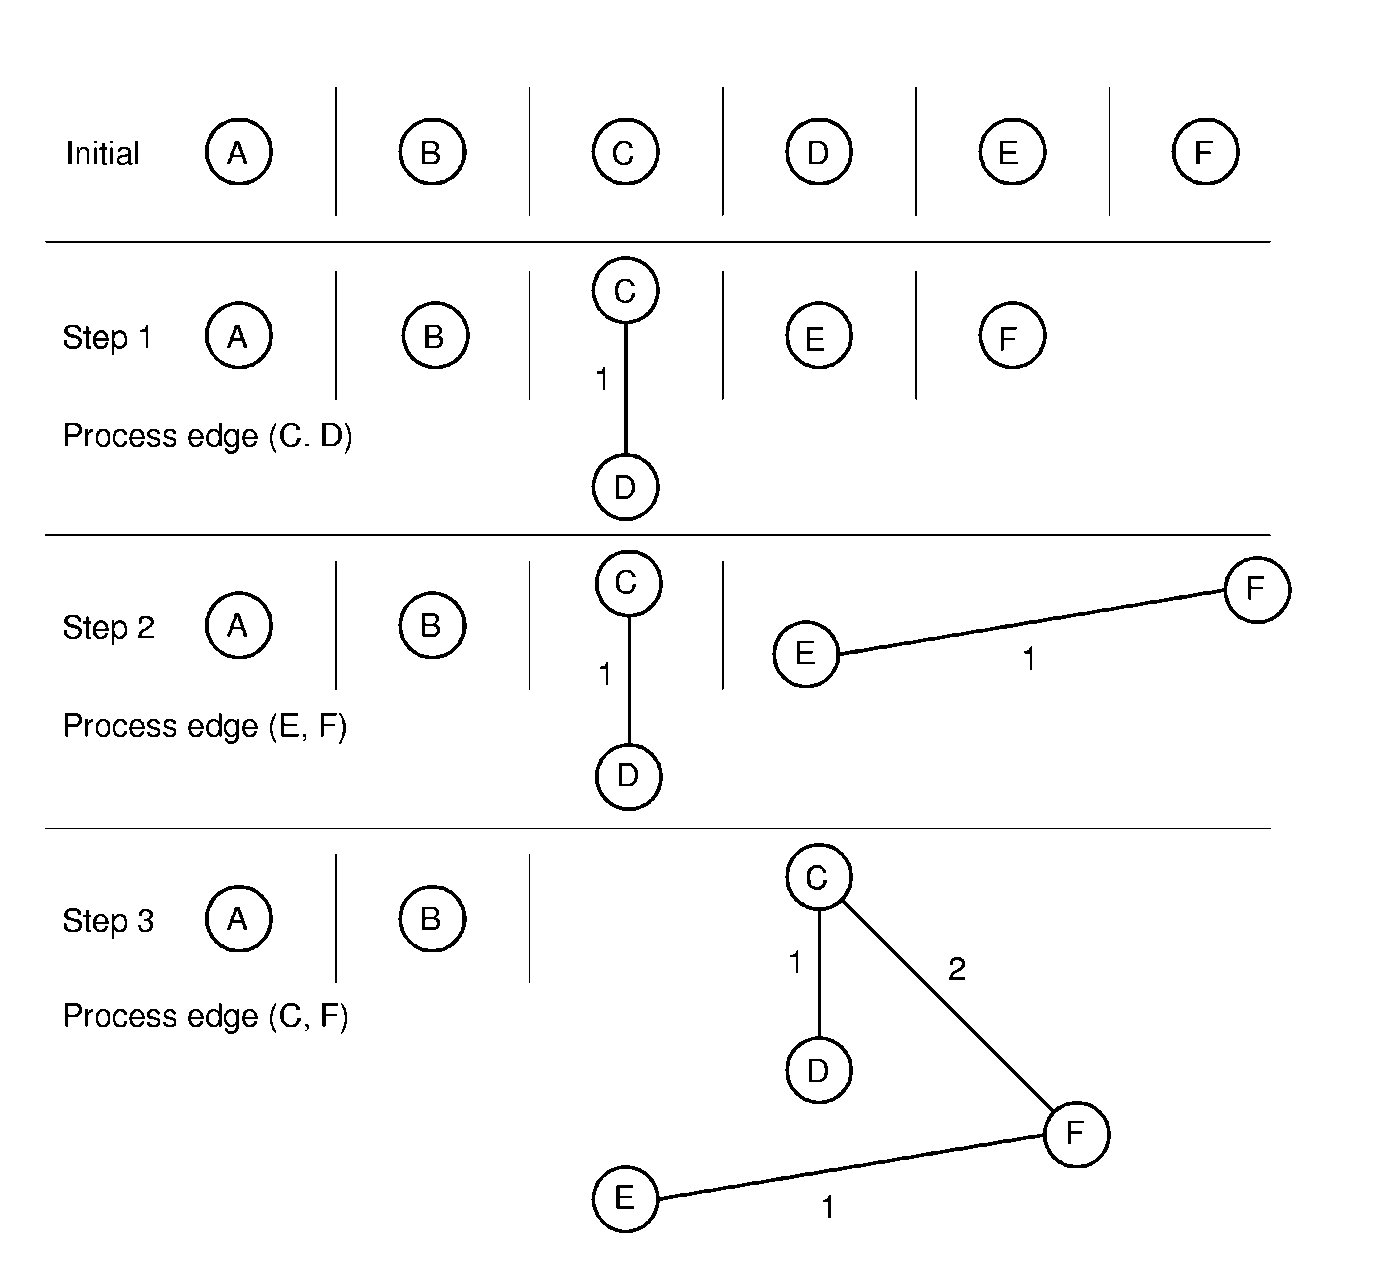 Initial A B C D E F
C
Step 1 A B E F
1
Process edge (C. D)
D
C F
Step 2 A B E
1 1
Process edge (E, F)
D
C
Step 3 A B
1 2
Process edge (C, F)
D
F
E
1